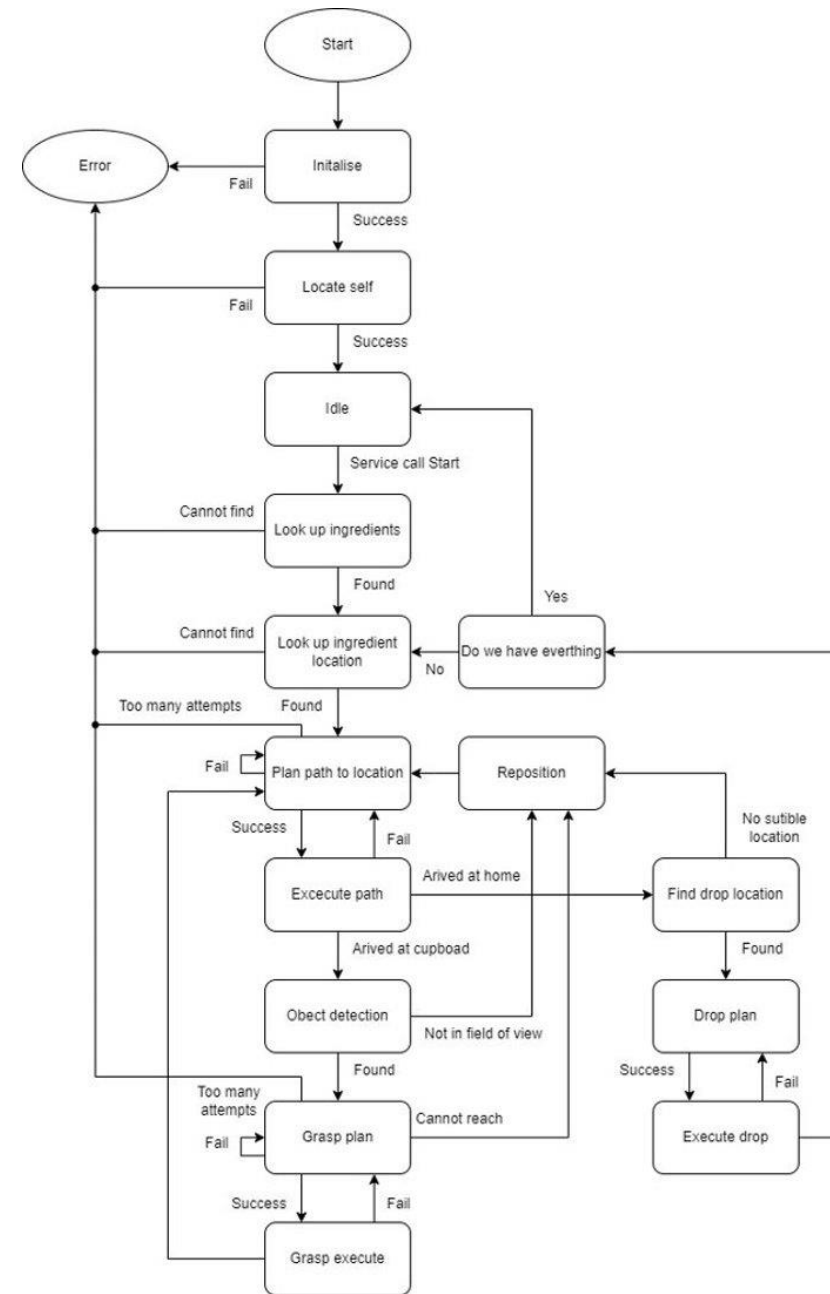 Start
Error
Initalise
Fail
Success
Locate self
Fail
Success
Idle
Service call Start
Cannot find
Look up ingredients
Found
Yes
Cannot find
Look up ingredient
location
No
Do we have everthing
Too many attempts
Found
Fail
Plan path to location
Reposition
Success
Fail
No sutible
location
Excecute path
Arived at home
Find drop location
Arived at cupboad
Found
Obect detection
Not in field of view
Drop plan
Found
Success
Fail
Too many
attempts
Fail
Grasp plan
Cannot reach
Execute drop
Success
Fail
Grasp execute